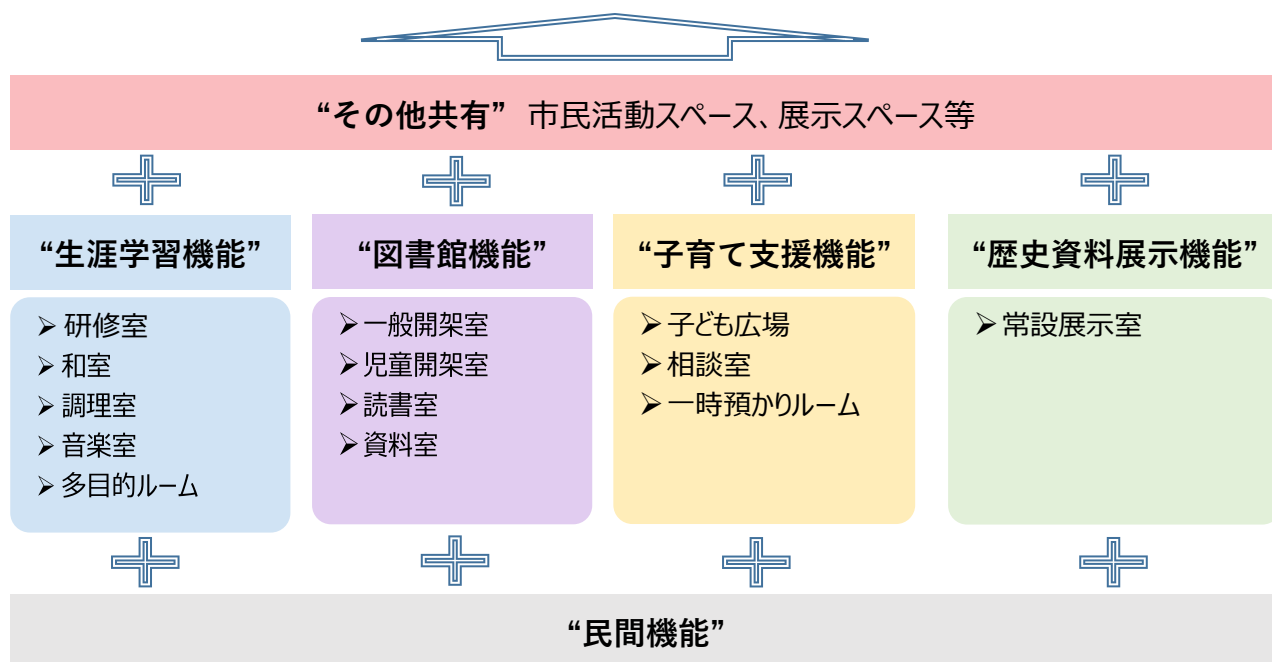 “その他共有” 市民活動スペース、展示スペース等
“生涯学習機能”
➢ 研修室
➢ 和室
➢ 調理室
➢ 音楽室
➢ 多目的ルーム
“図書館機能”
➢ 一般開架室
➢ 児童開架室
➢ 読書室
➢ 資料室
“子育て支援機能”
➢ 子ども広場
➢ 相談室
➢ 一時預かりルーム
“歴史資料展示機能”
➢ 常設展示室
“民間機能”